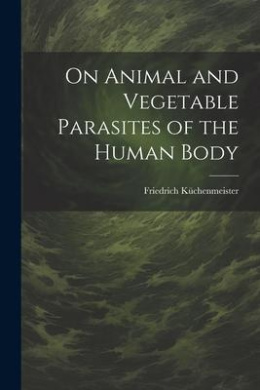 On Animal and
Vegetable
Parasites of the
Human Body
Friedrich Küchenmeister